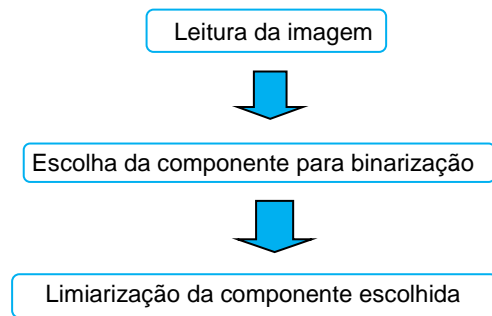 Leitura da imagem
Escolha da componente para binarização
Limiarização da componente escolhida